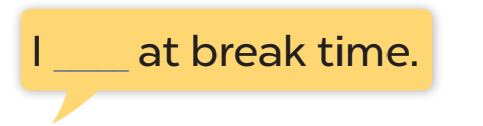 I ____ at break time.